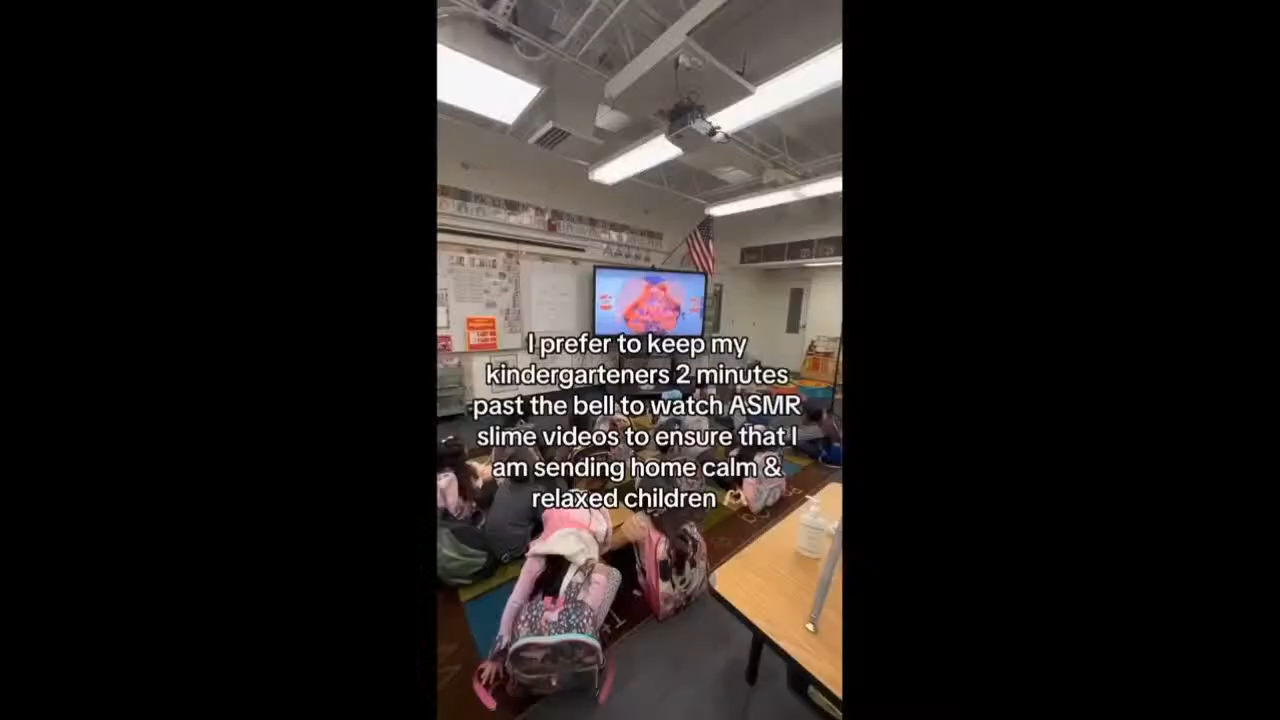 I prefer to keep my
kindergarteners 2 minutes
past the bell to watch ASMR
slime videos to ensure that I
am sending home calm &
relaxed children